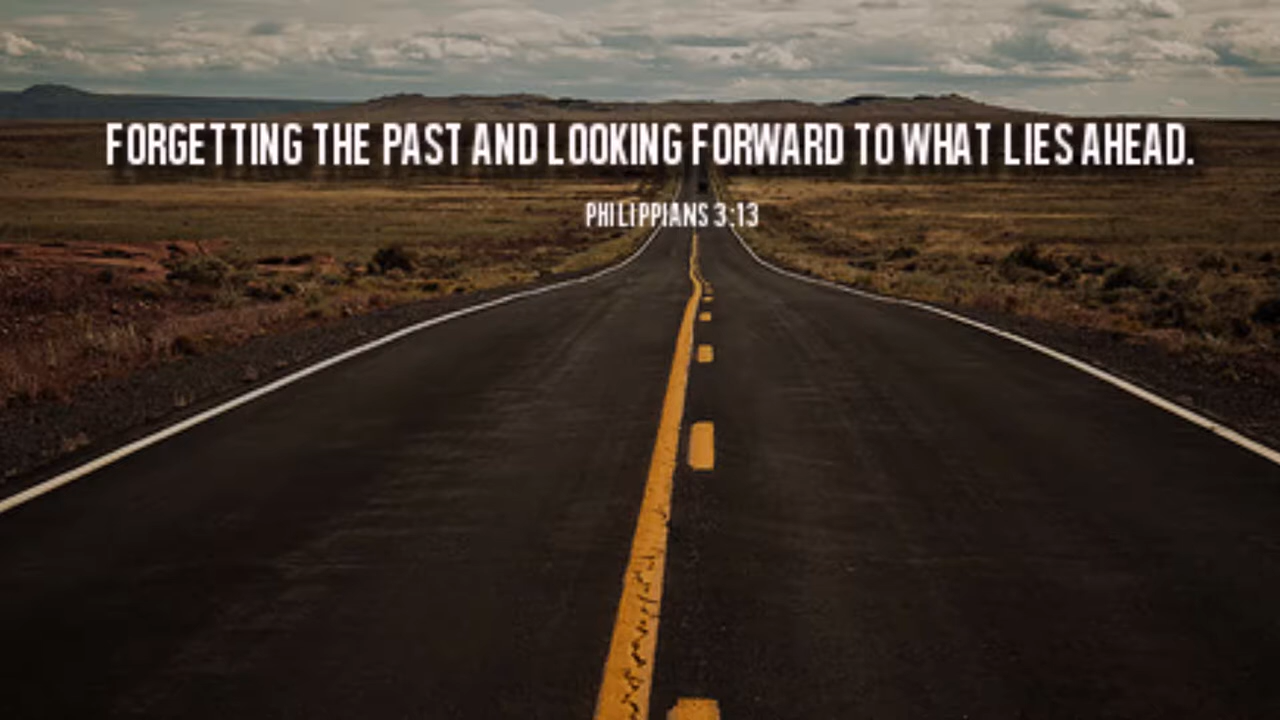 FORGETTING THE PAST AND LOOKING FORWARD TO WHAT LIES AHEAD.
PHILIPPIANS 3:13